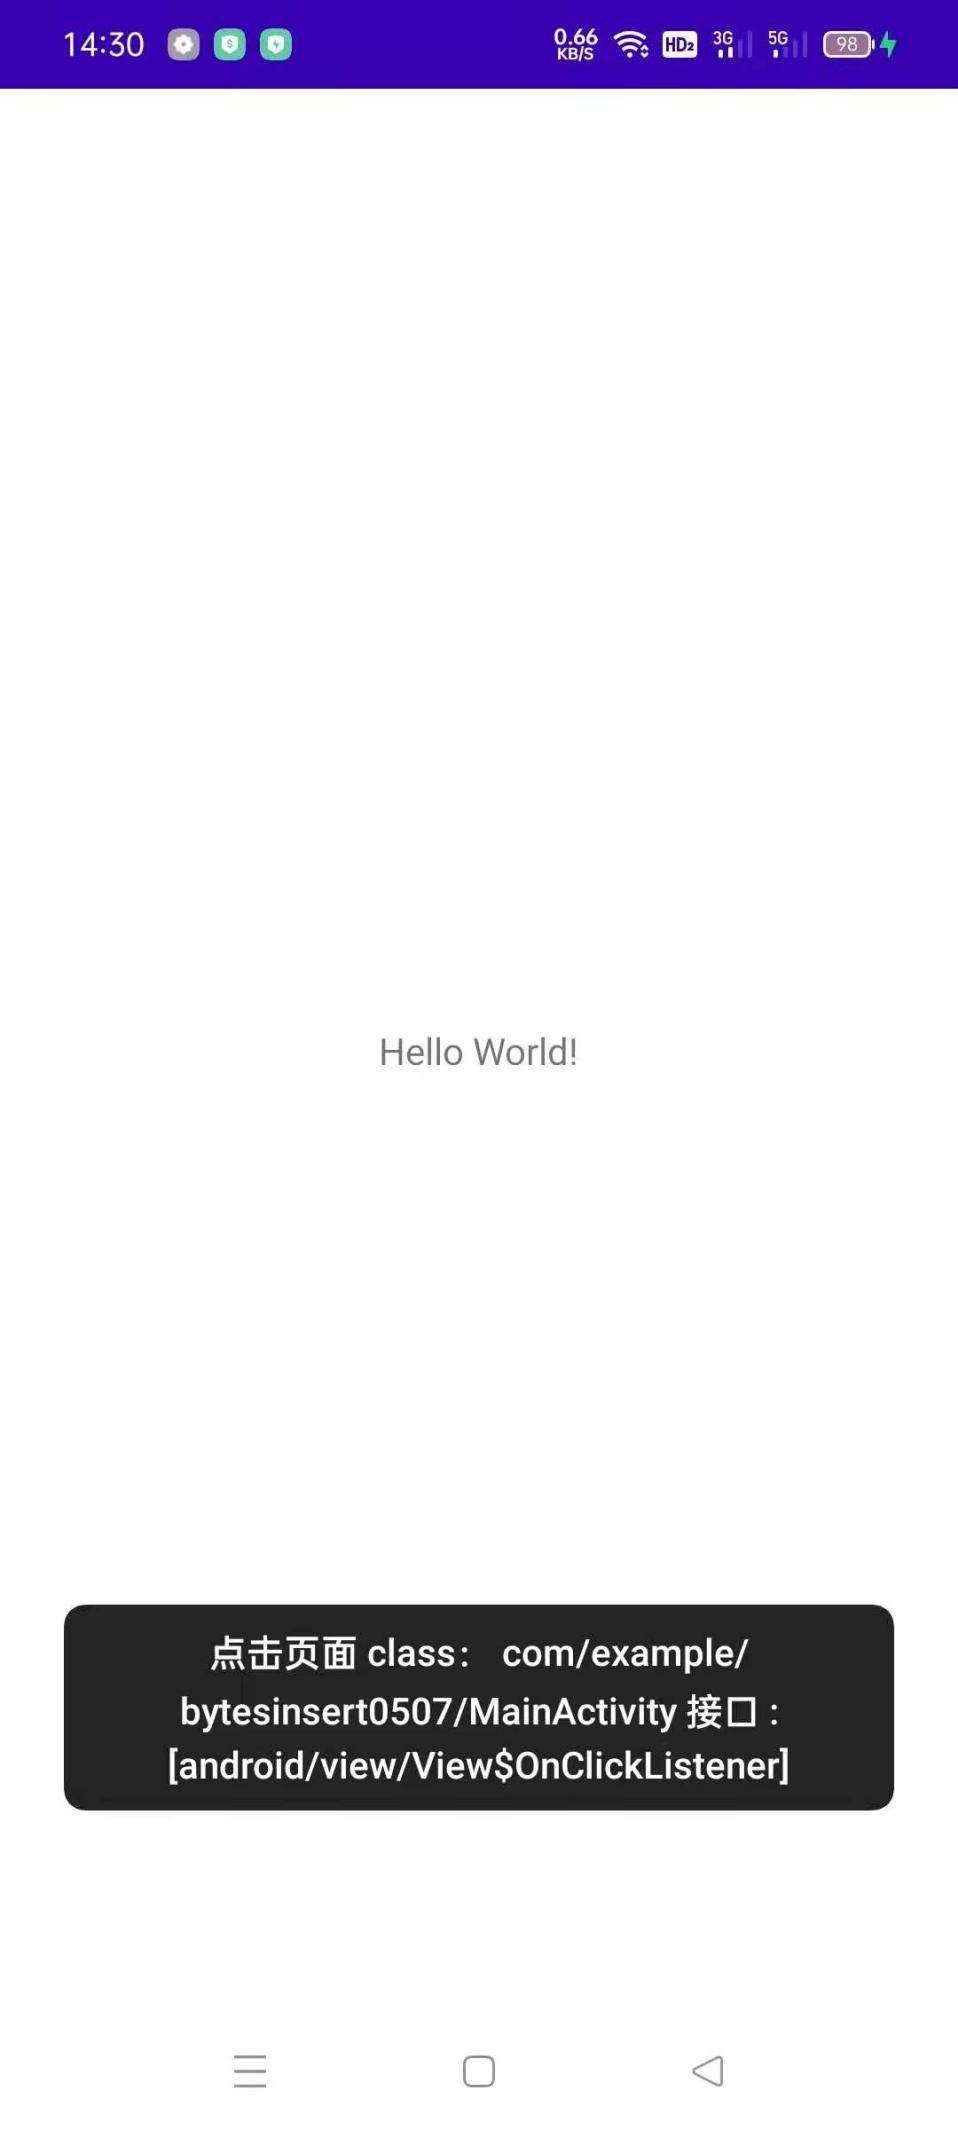 14:30
0.66
KB/S
HD2
3G
5G
98
Hello World!
点击页面 class： com/example/
bytesinsert0507/MainActivity 接口：
[android/view/View$OnClickListener]